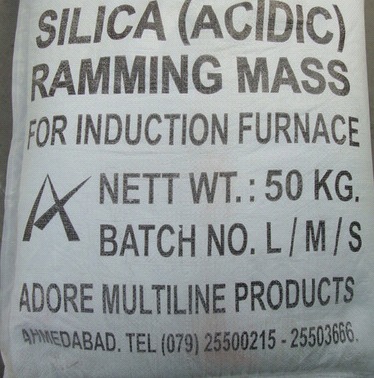 SILICA (ACIDIC)
RAMMING MASS
FOR INDUCTION FURNACE
NETT WT.: 50 KG.
BATCH NO. L / M / S
ADORE MULTILINE PRODUCTS
AHMEDABAD. TEL (079) 25500215 - 25503666.